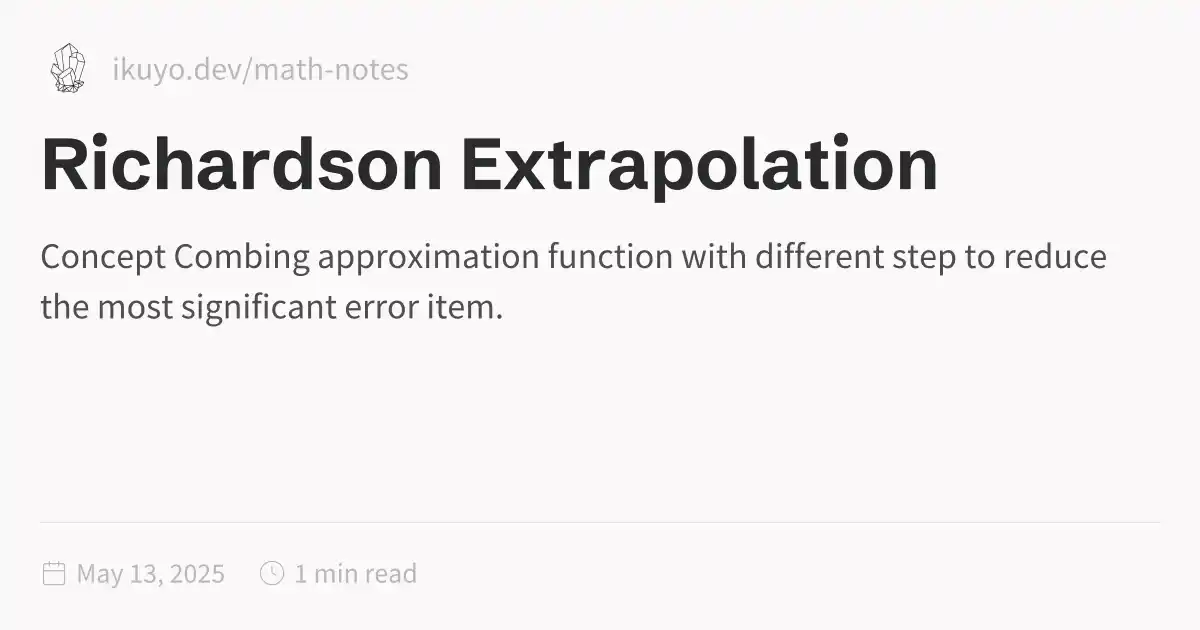 ikuyo.dev/math-notes
Richardson Extrapolation
Concept Combing approximation function with different step to reduce
the most significant error item.
May 13, 2025 1 min read